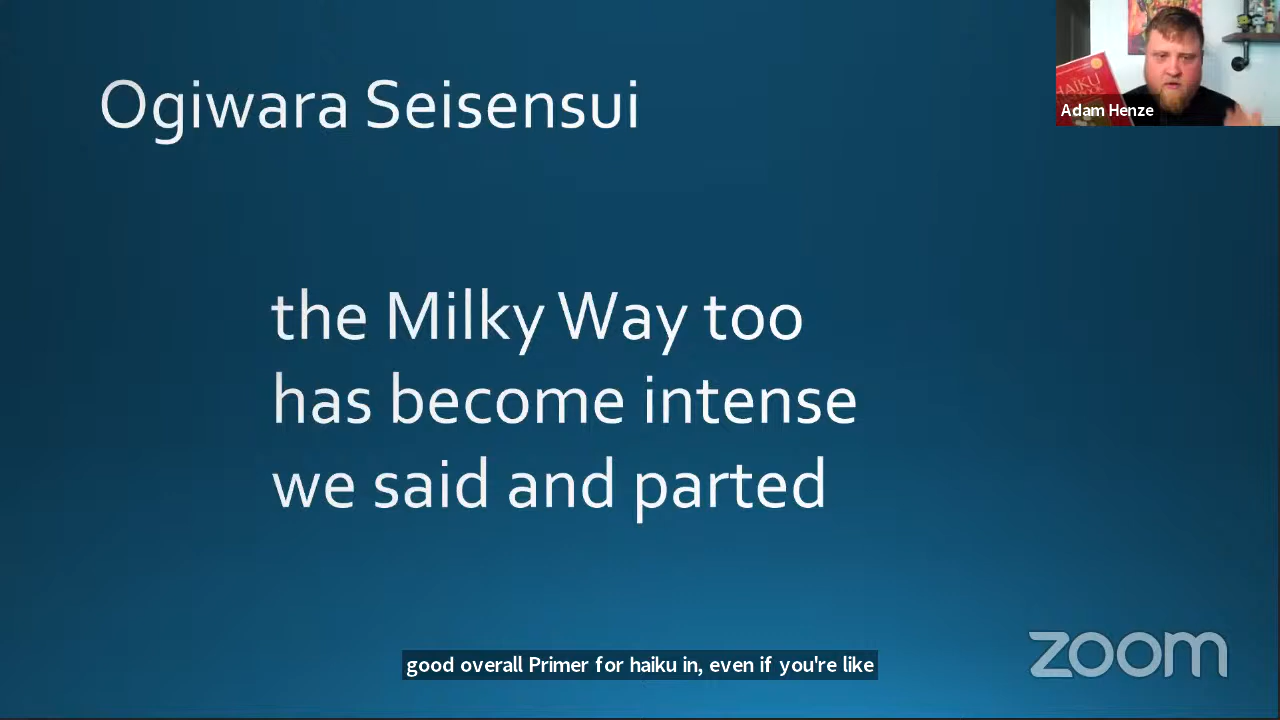 Ogiwara Seisensui
HAIKU
Adam Henze
the Milky Way too
has become intense
we said and parted
good overall Primer for haiku in, even if you're like
zoom